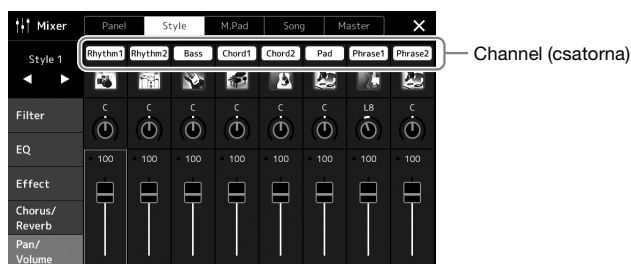 Mixer Panel Style M.Pad Song Master
Style 1 Rhythm1 Rhythm2 Bass Chord1 Chord2 Pad Phrase1 Phrase2 Channel (csatorna)
Filter C C C C C C L8 C
EQ 100 100 100 100 100 100 100 100
Effect
Chorus/
Reverb
Pan/
Volume